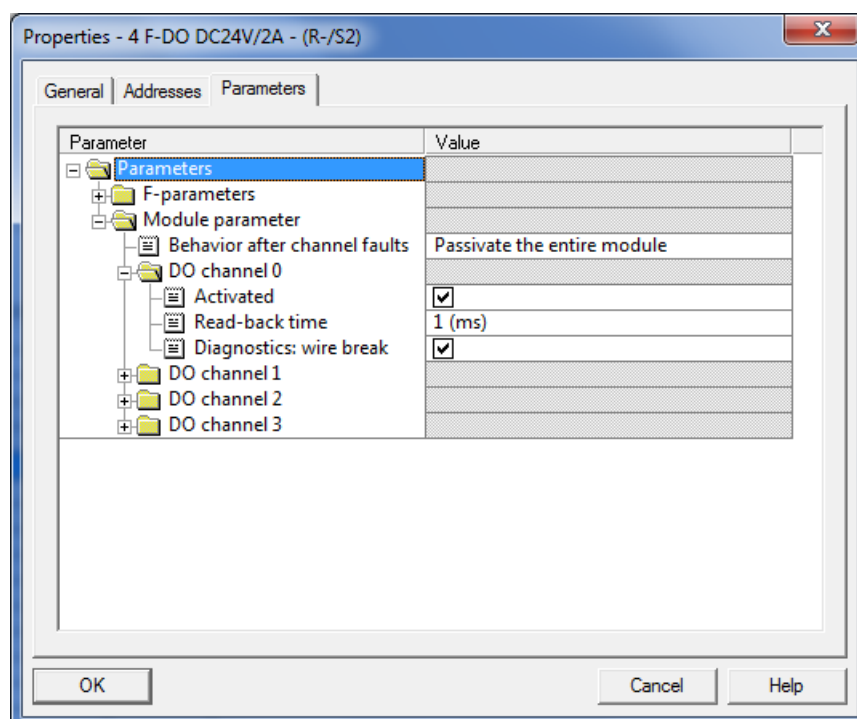 Properties - 4 F-DO DC24V/2A - (R-/S2)
General Addresses Parameters
Parameter Value
Parameters
F-parameters
Module parameter
Behavior after channel faults Passivate the entire module
DO channel 0
Activated
Read-back time 1 (ms)
Diagnostics: wire break
DO channel 1
DO channel 2
DO channel 3
OK Cancel Help